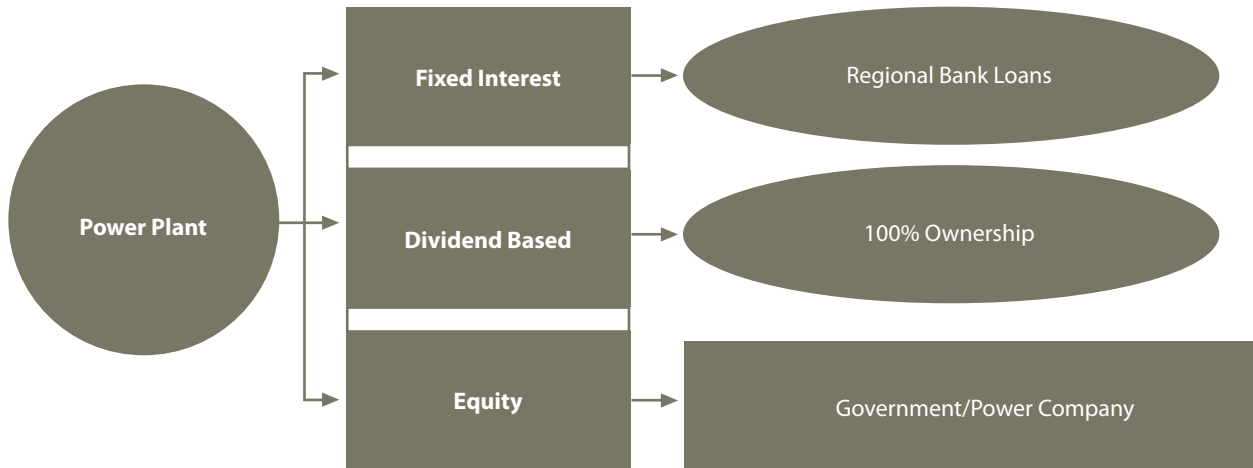 Fixed Interest
Regional Bank Loans
Power Plant
Dividend Based
100% Ownership
Equity
Government/Power Company